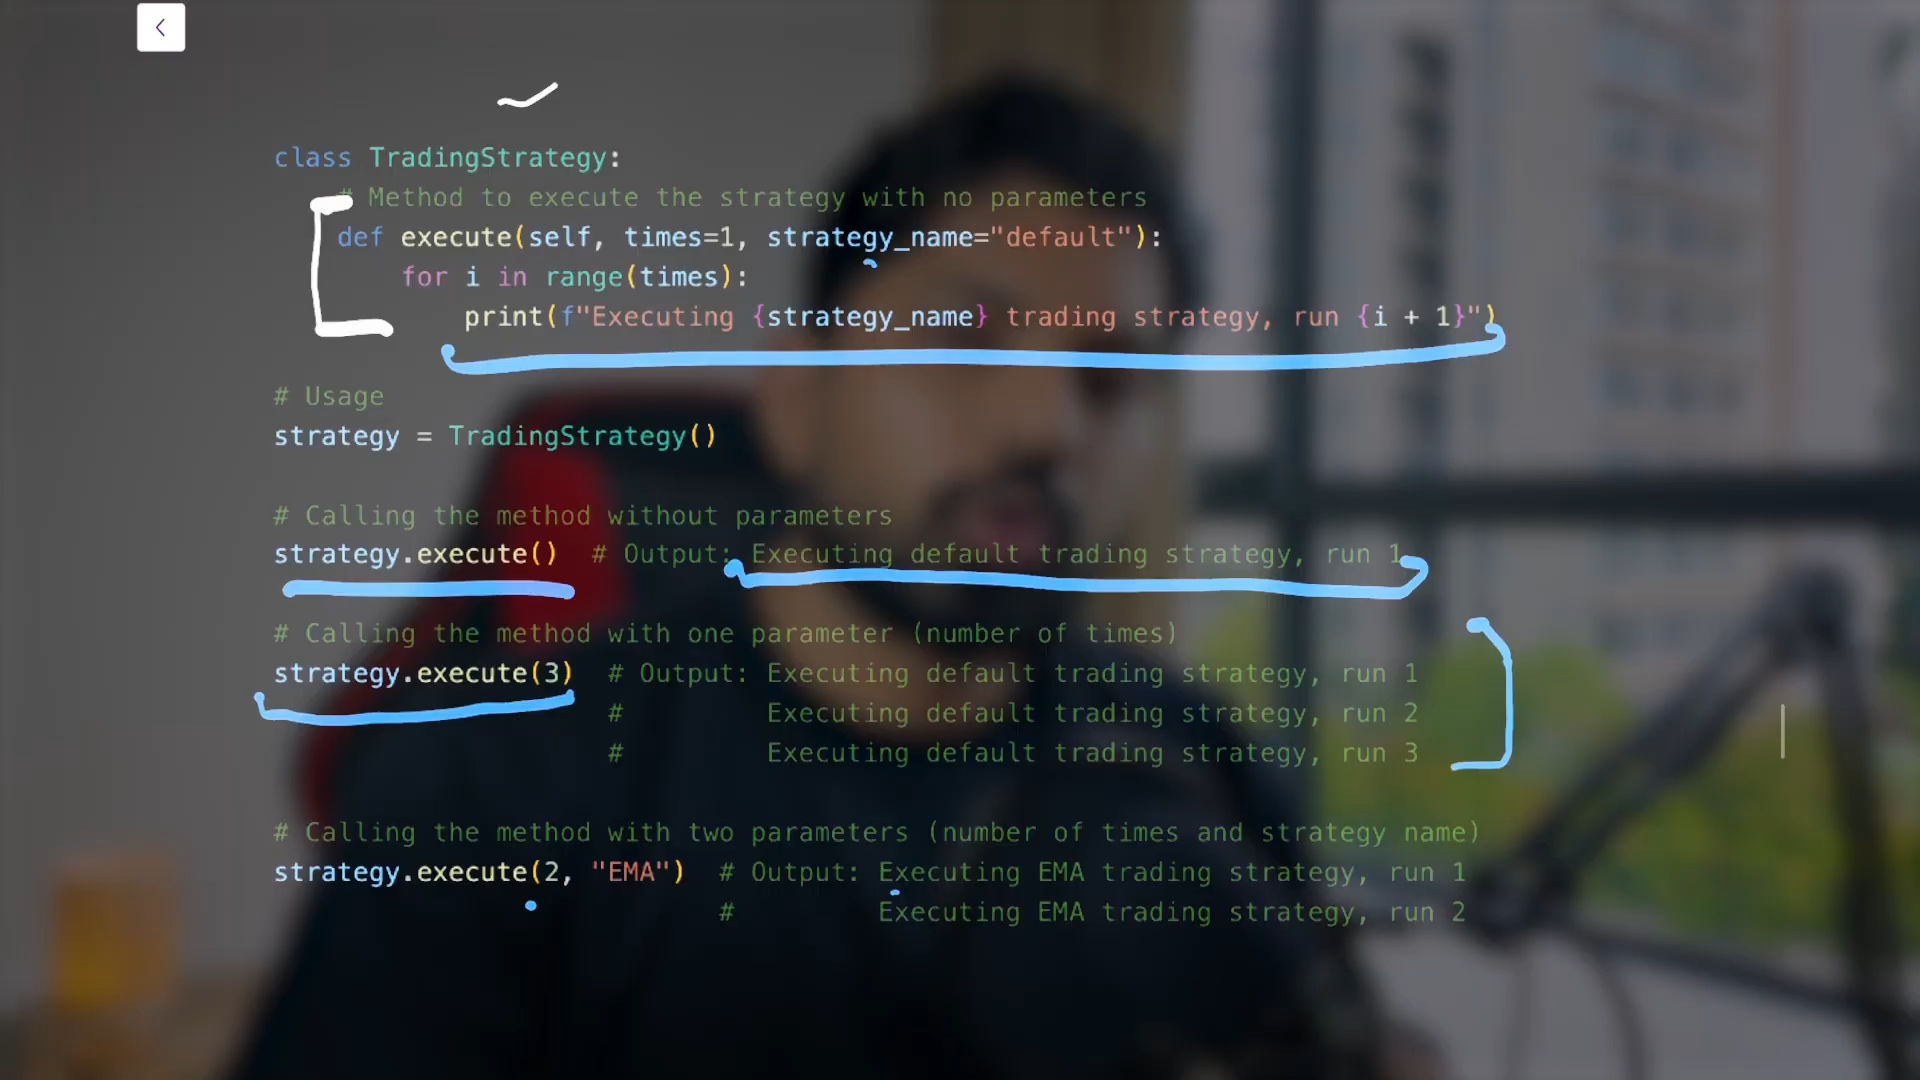 class TradingStrategy:
    # Method to execute the strategy with no parameters
    def execute(self, times=1, strategy_name="default"):
        for i in range(times):
            print(f"Executing {strategy_name} trading strategy, run {i + 1}")
# Usage
strategy = TradingStrategy()
# Calling the method without parameters
strategy.execute()  # Output: Executing default trading strategy, run 1
# Calling the method with one parameter (number of times)
strategy.execute(3)  # Output: Executing default trading strategy, run 1
                     #         Executing default trading strategy, run 2
                     #         Executing default trading strategy, run 3
# Calling the method with two parameters (number of times and strategy name)
strategy.execute(2, "EMA")  # Output: Executing EMA trading strategy, run 1
                            #         Executing EMA trading strategy, run 2